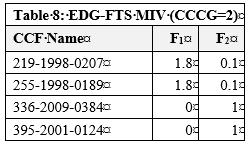 Table 8: EDG-FTS MIV (CCCG=2)¤
CCF Name¤ F₁¤ F₂¤
219-1998-0207¤ 1.8¤ 0.1¤
255-1998-0189¤ 1.8¤ 0.1¤
336-2009-0384¤ 0¤ 1¤
395-2001-0124¤ 0¤ 1¤